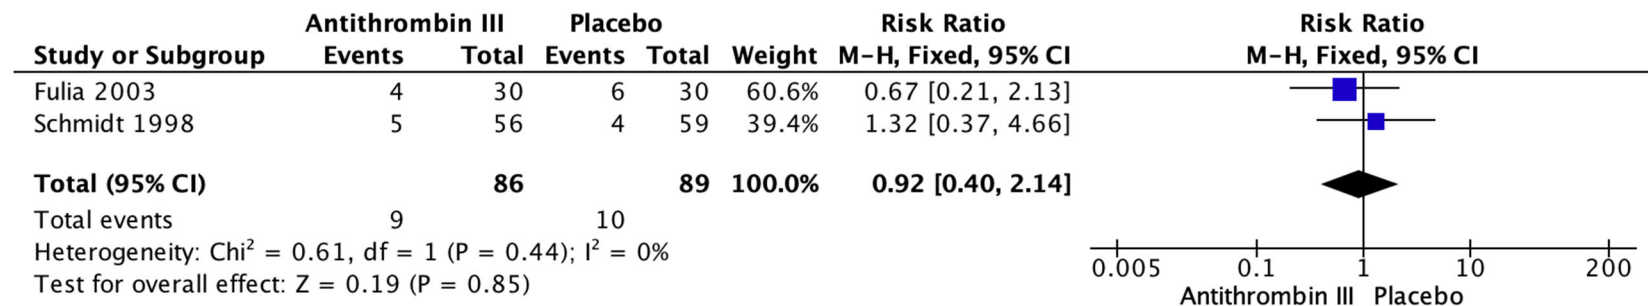 Antithrombin III Placebo Risk Ratio Risk Ratio
Study or Subgroup Events Total Events Total Weight M-H, Fixed, 95% CI M-H, Fixed, 95% CI
Fulia 2003 4 30 6 30 60.6% 0.67 [0.21, 2.13]
Schmidt 1998 5 56 4 59 39.4% 1.32 [0.37, 4.66]
Total (95% CI) 86 89 100.0% 0.92 [0.40, 2.14]
Total events 9 10
Heterogeneity: Chi² = 0.61, df = 1 (P = 0.44); I² = 0%
Test for overall effect: Z = 0.19 (P = 0.85)
0.005 0.1 1 10 200
Antithrombin III Placebo